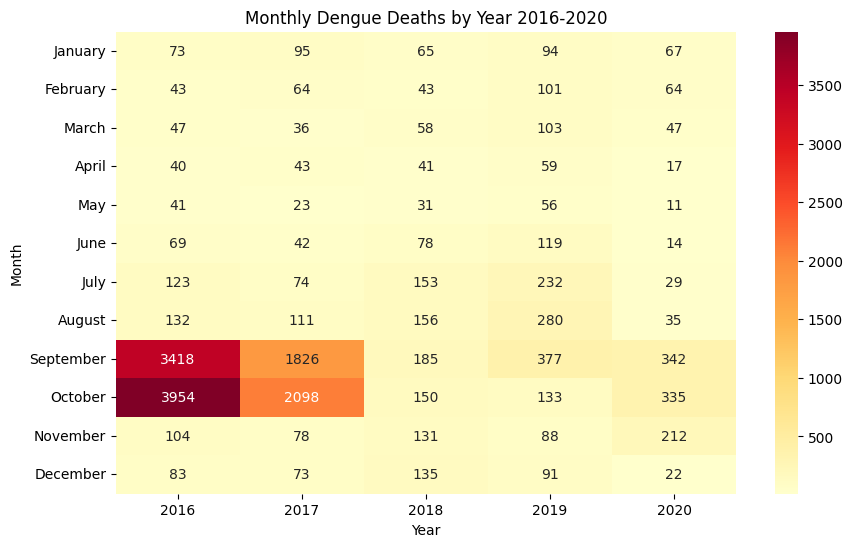 Monthly Dengue Deaths by Year 2016-2020
January 73 95 65 94 67
February 43 64 43 101 64
March 47 36 58 103 47
April 40 43 41 59 17
May 41 23 31 56 11
June 69 42 78 119 14
July 123 74 153 232 29
August 132 111 156 280 35
September 3418 1826 185 377 342
October 3954 2098 150 133 335
November 104 78 131 88 212
December 83 73 135 91 22
2016 2017 2018 2019 2020
Year
Month
3500
3000
2500
2000
1500
1000
500